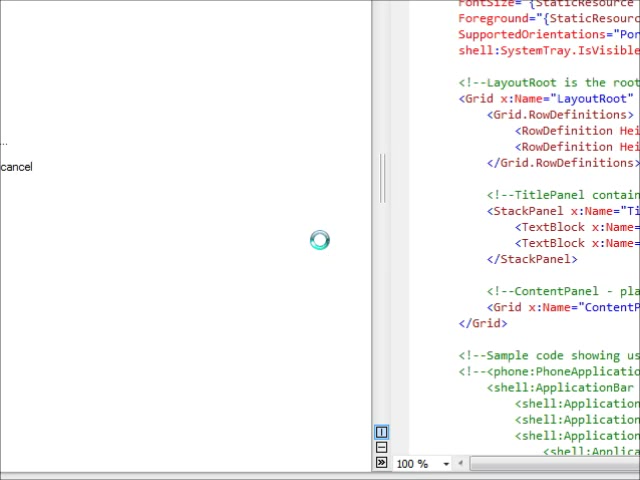 ...
cancel
FontSize="{StaticResource
Foreground="{StaticResourc
SupportedOrientations="Por
shell:SystemTray.IsVisible
<!--LayoutRoot is the root
<Grid x:Name="LayoutRoot"
<Grid.RowDefinitions>
<RowDefinition Hei
<RowDefinition Hei
</Grid.RowDefinitions>
<!--TitlePanel contain
<StackPanel x:Name="Ti
<TextBlock x:Name=
<TextBlock x:Name=
</StackPanel>
<!--ContentPanel - pla
<Grid x:Name="ContentP
</Grid>
<!--Sample code showing us
<!--<phone:PhoneApplicatio
<shell:ApplicationBar
<shell:Application
<shell:Application
<shell:Application
<shell:Applica
100 %